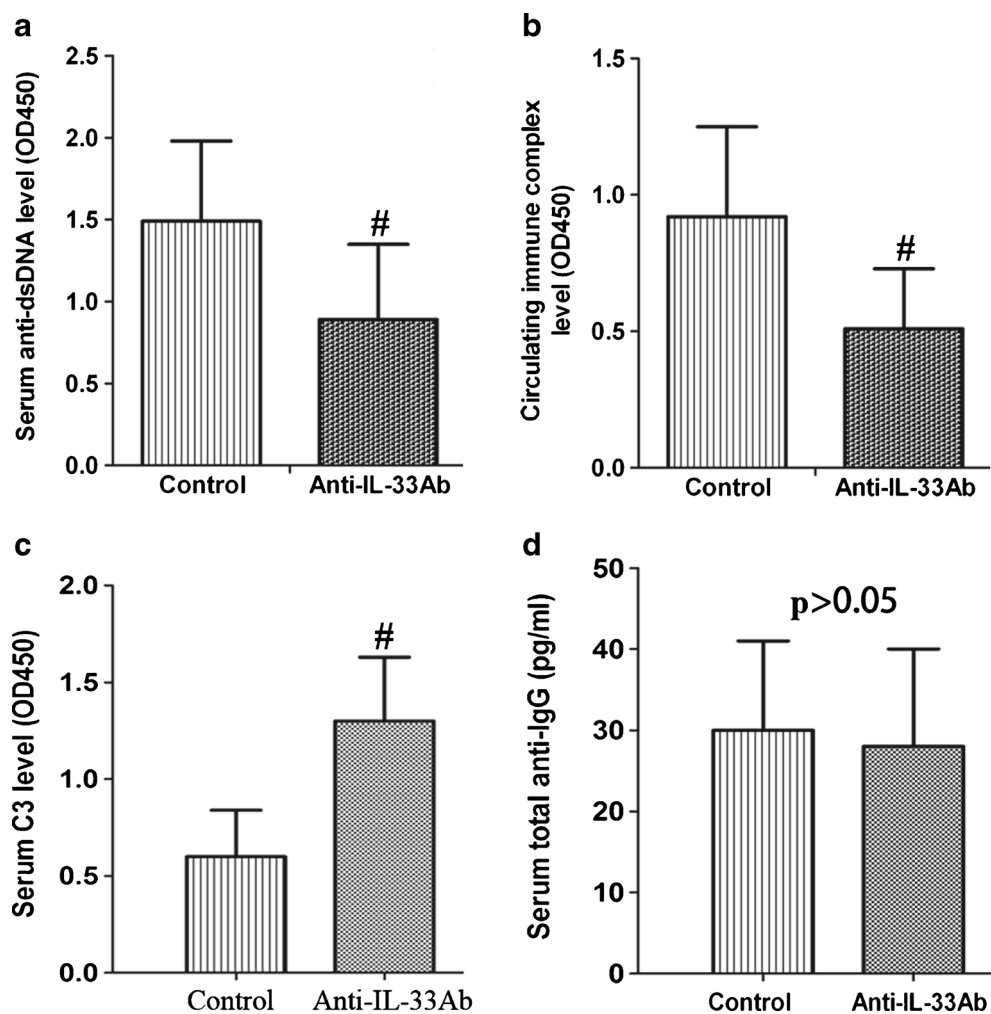 a
Serum anti-dsDNA level (OD450)
2.5
2.0
1.5
1.0
0.5
0.0
#
Control
Anti-IL-33Ab
b
Circulating immune complex
level (OD450)
1.5
1.0
0.5
0.0
#
Control
Anti-IL-33Ab
c
Serum C3 level (OD450)
2.0
1.5
1.0
0.5
0.0
#
Control
Anti-IL-33Ab
d
Serum total anti-IgG (pg/ml)
50
40
30
20
10
0
p>0.05
Control
Anti-IL-33Ab